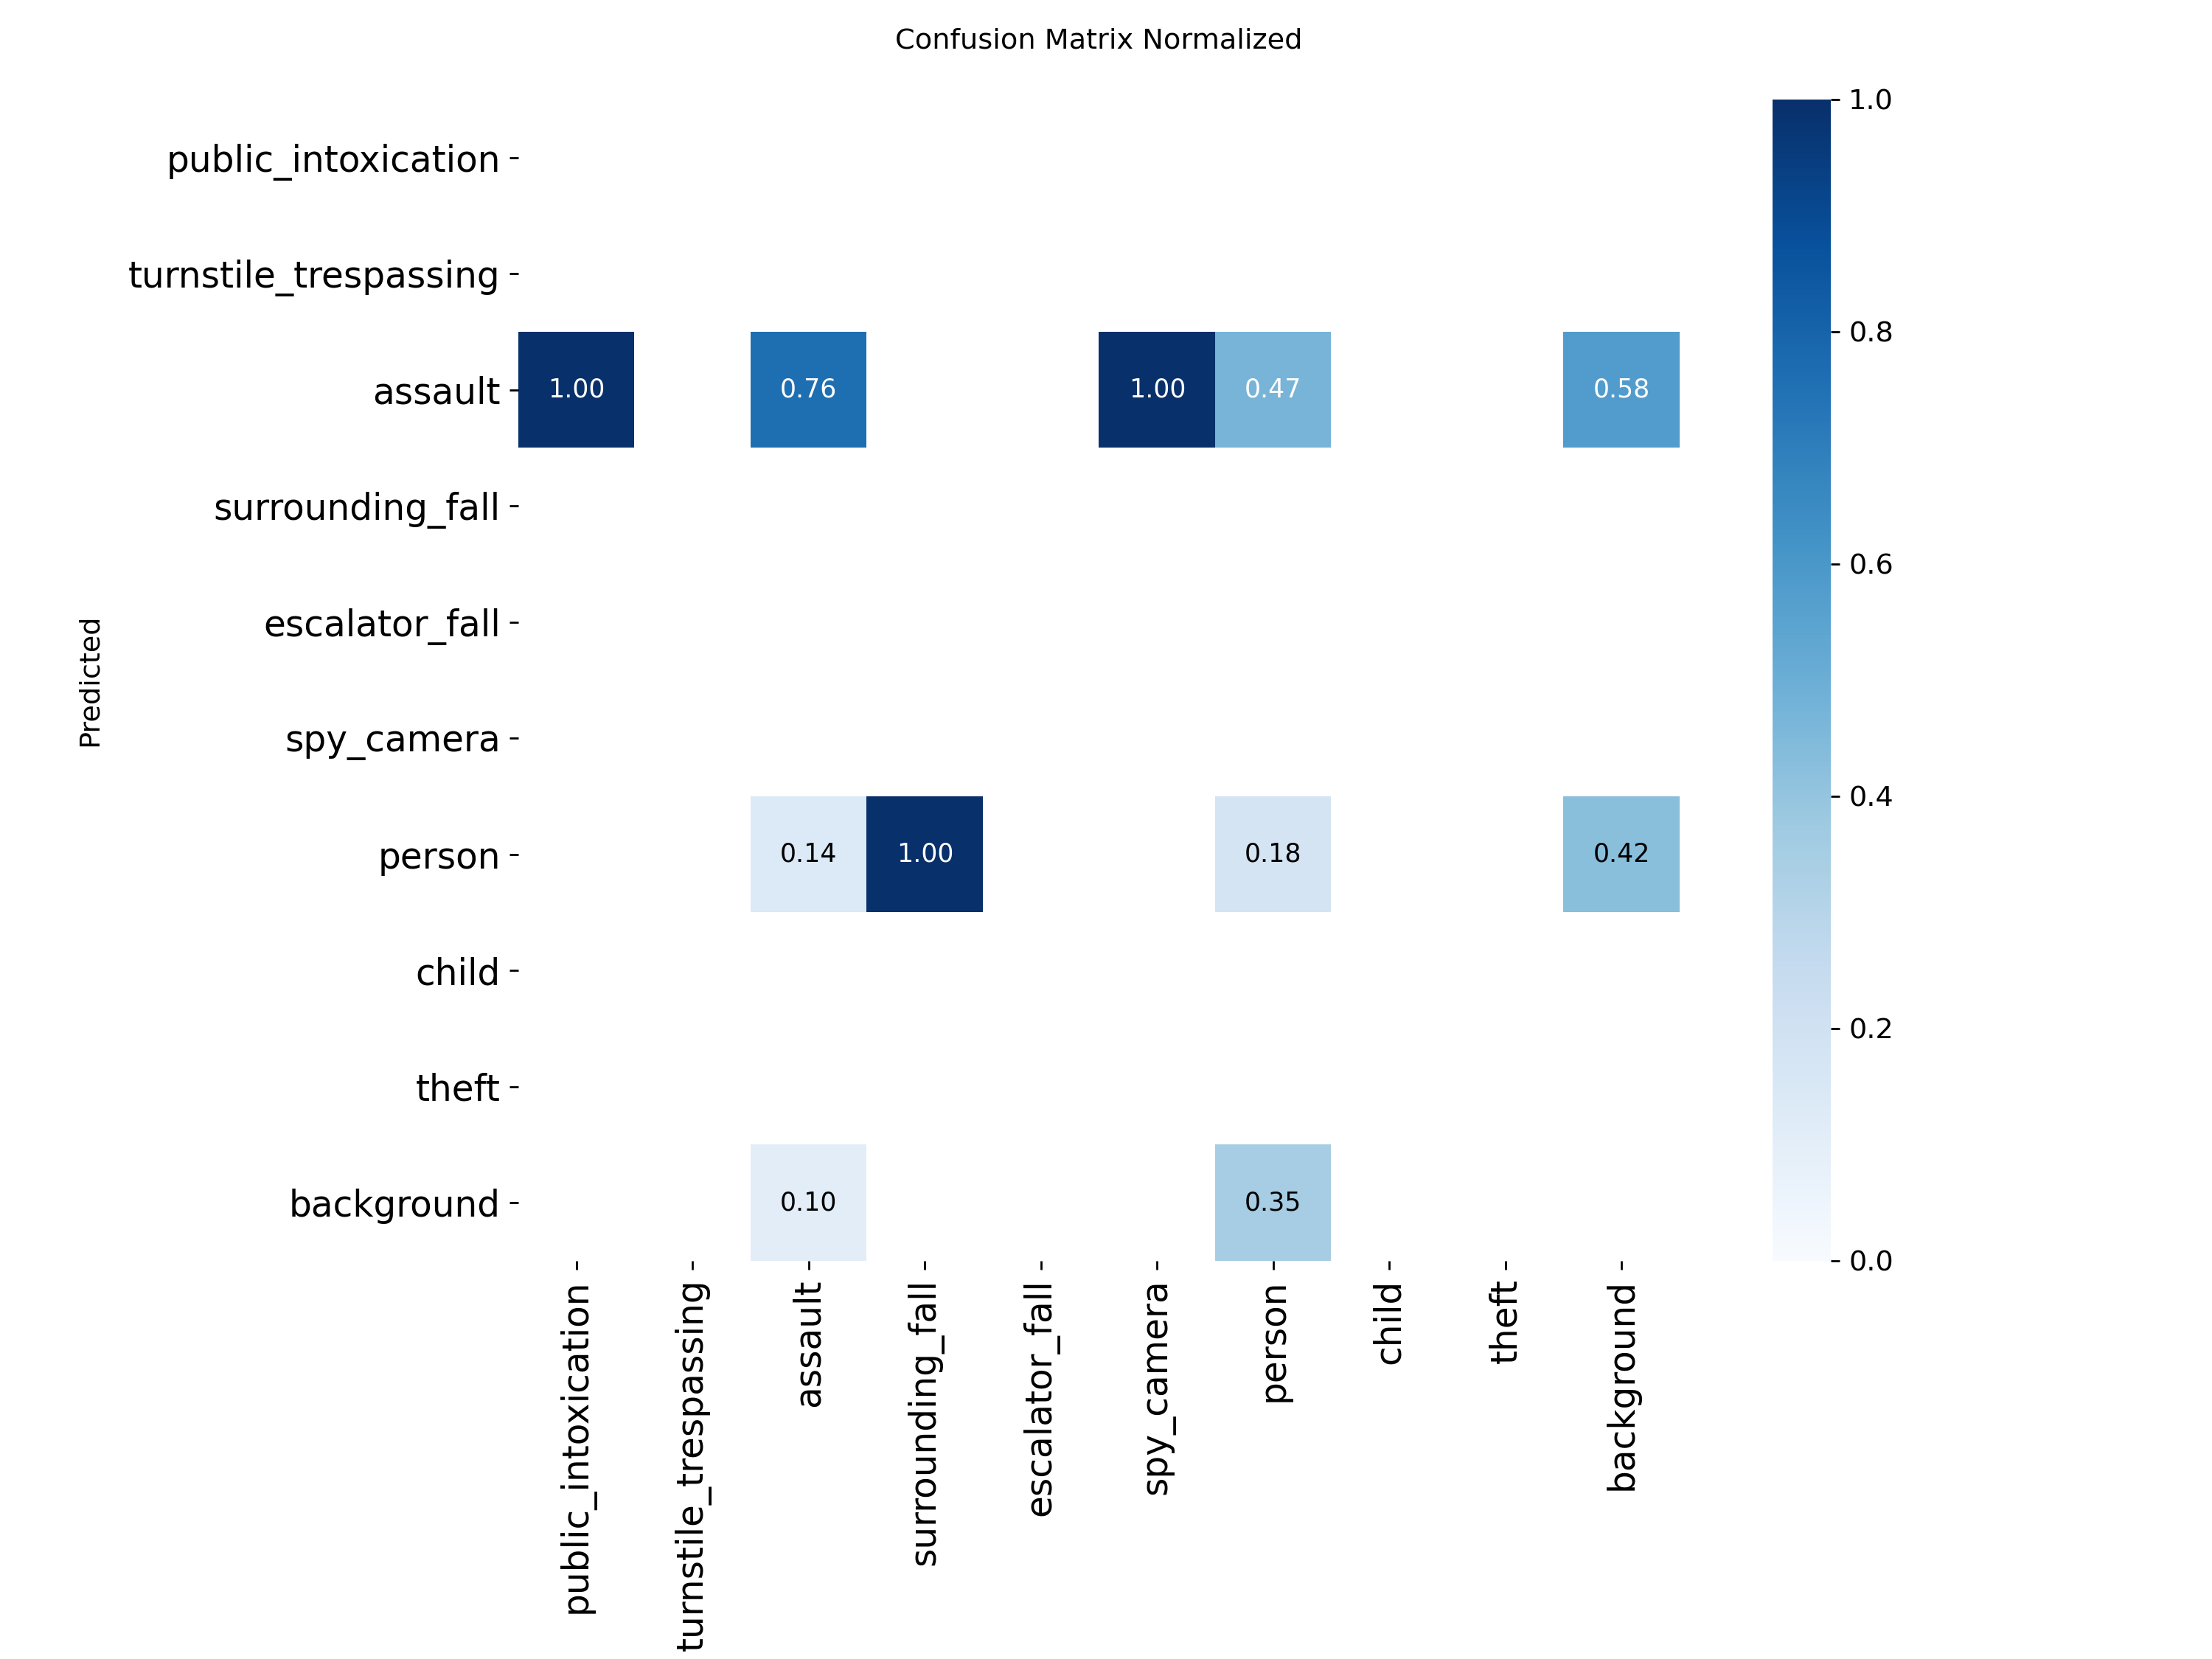 Confusion Matrix Normalized
public_intoxication
turnstile_trespassing
assault
surrounding_fall
escalator_fall
spy_camera
person
child
theft
background
Predicted
1.00 0.76 1.00 0.47 0.58
0.14 1.00 0.18 0.42
0.10 0.35
public_intoxication
turnstile_trespassing
assault
surrounding_fall
escalator_fall
spy_camera
person
child
theft
background
1.0
0.8
0.6
0.4
0.2
0.0